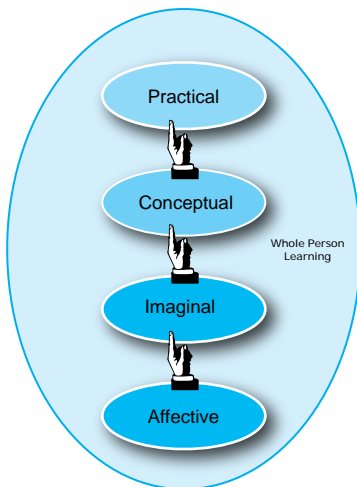 Practical
Conceptual
Whole Person
Learning
Imaginal
Affective